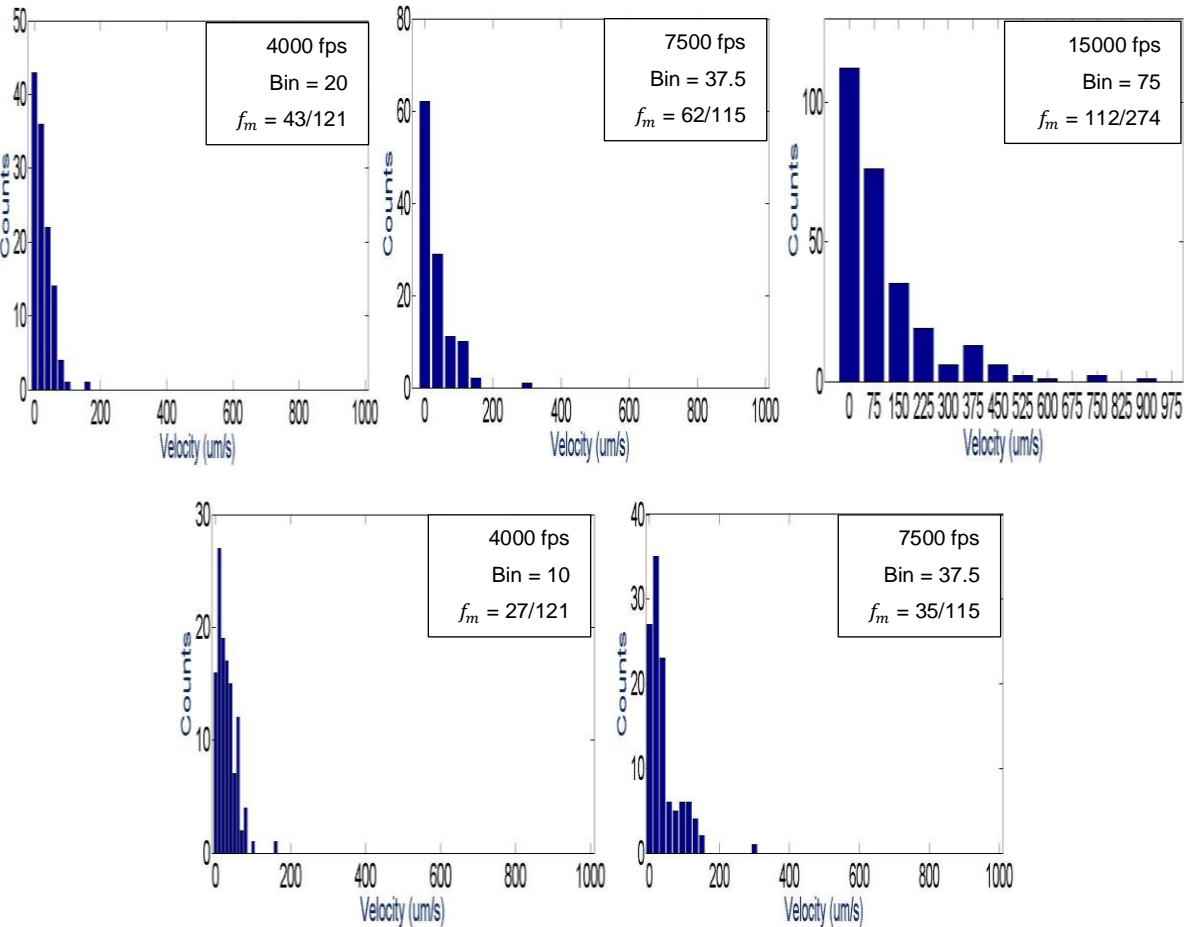 50
40
30
20
10
0
Counts
4000 fps
Bin = 20
fₘ = 43/121
0 200 400 600 800 1000
Velocity (um/s)
80
60
40
20
0
Counts
7500 fps
Bin = 37.5
fₘ = 62/115
0 200 400 600 800 1000
Velocity (um/s)
100
50
0
Counts
15000 fps
Bin = 75
fₘ = 112/274
0 75 150 225 300 375 450 525 600 675 750 825 900 975
Velocity (um/s)
30
20
10
0
Counts
4000 fps
Bin = 10
fₘ = 27/121
0 200 400 600 800 1000
Velocity (um/s)
40
30
20
10
0
Counts
7500 fps
Bin = 37.5
fₘ = 35/115
0 200 400 600 800 1000
Velocity (um/s)